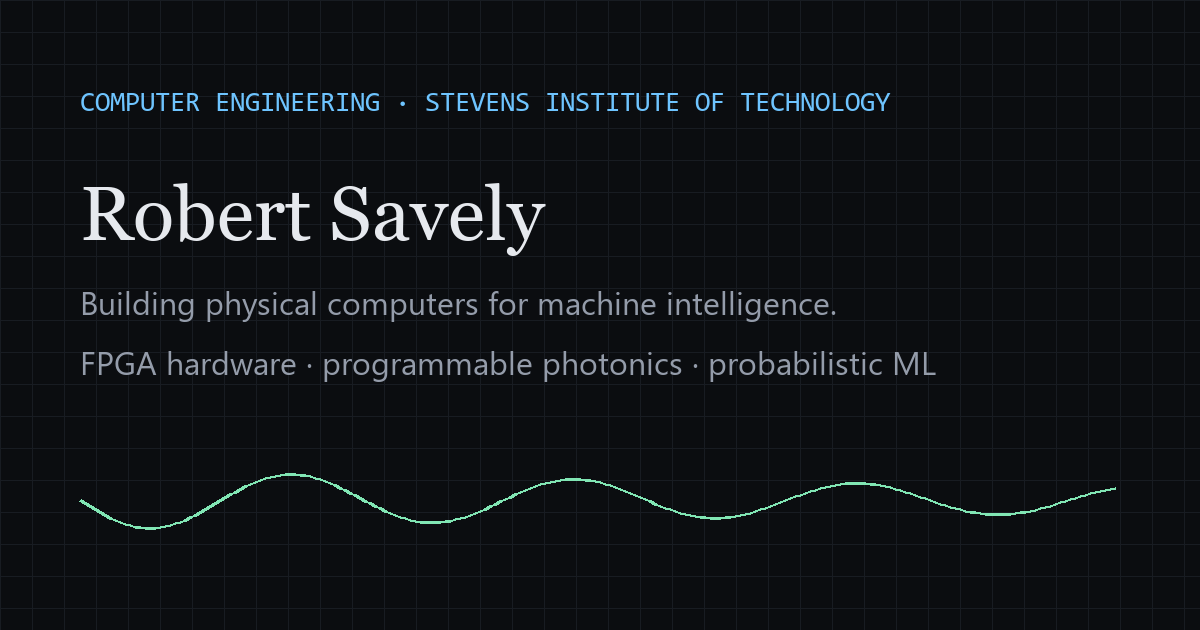 COMPUTER ENGINEERING · STEVENS INSTITUTE OF TECHNOLOGY
Robert Savely
Building physical computers for machine intelligence.
FPGA hardware · programmable photonics · probabilistic ML